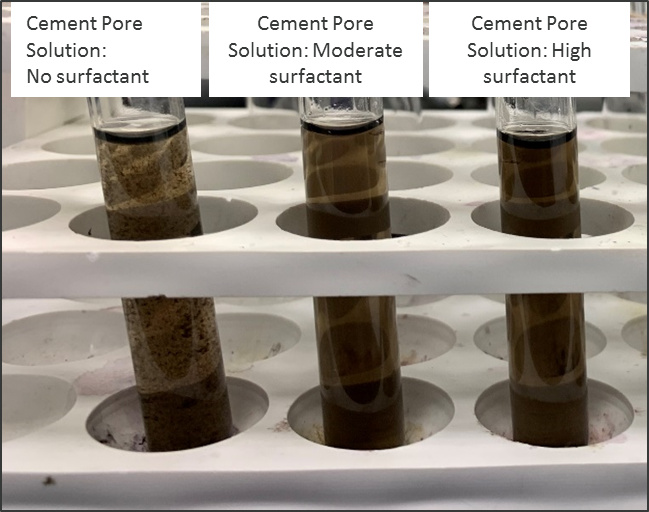 Cement Pore
Solution:
No surfactant
Cement Pore
Solution: Moderate
surfactant
Cement Pore
Solution: High
surfactant